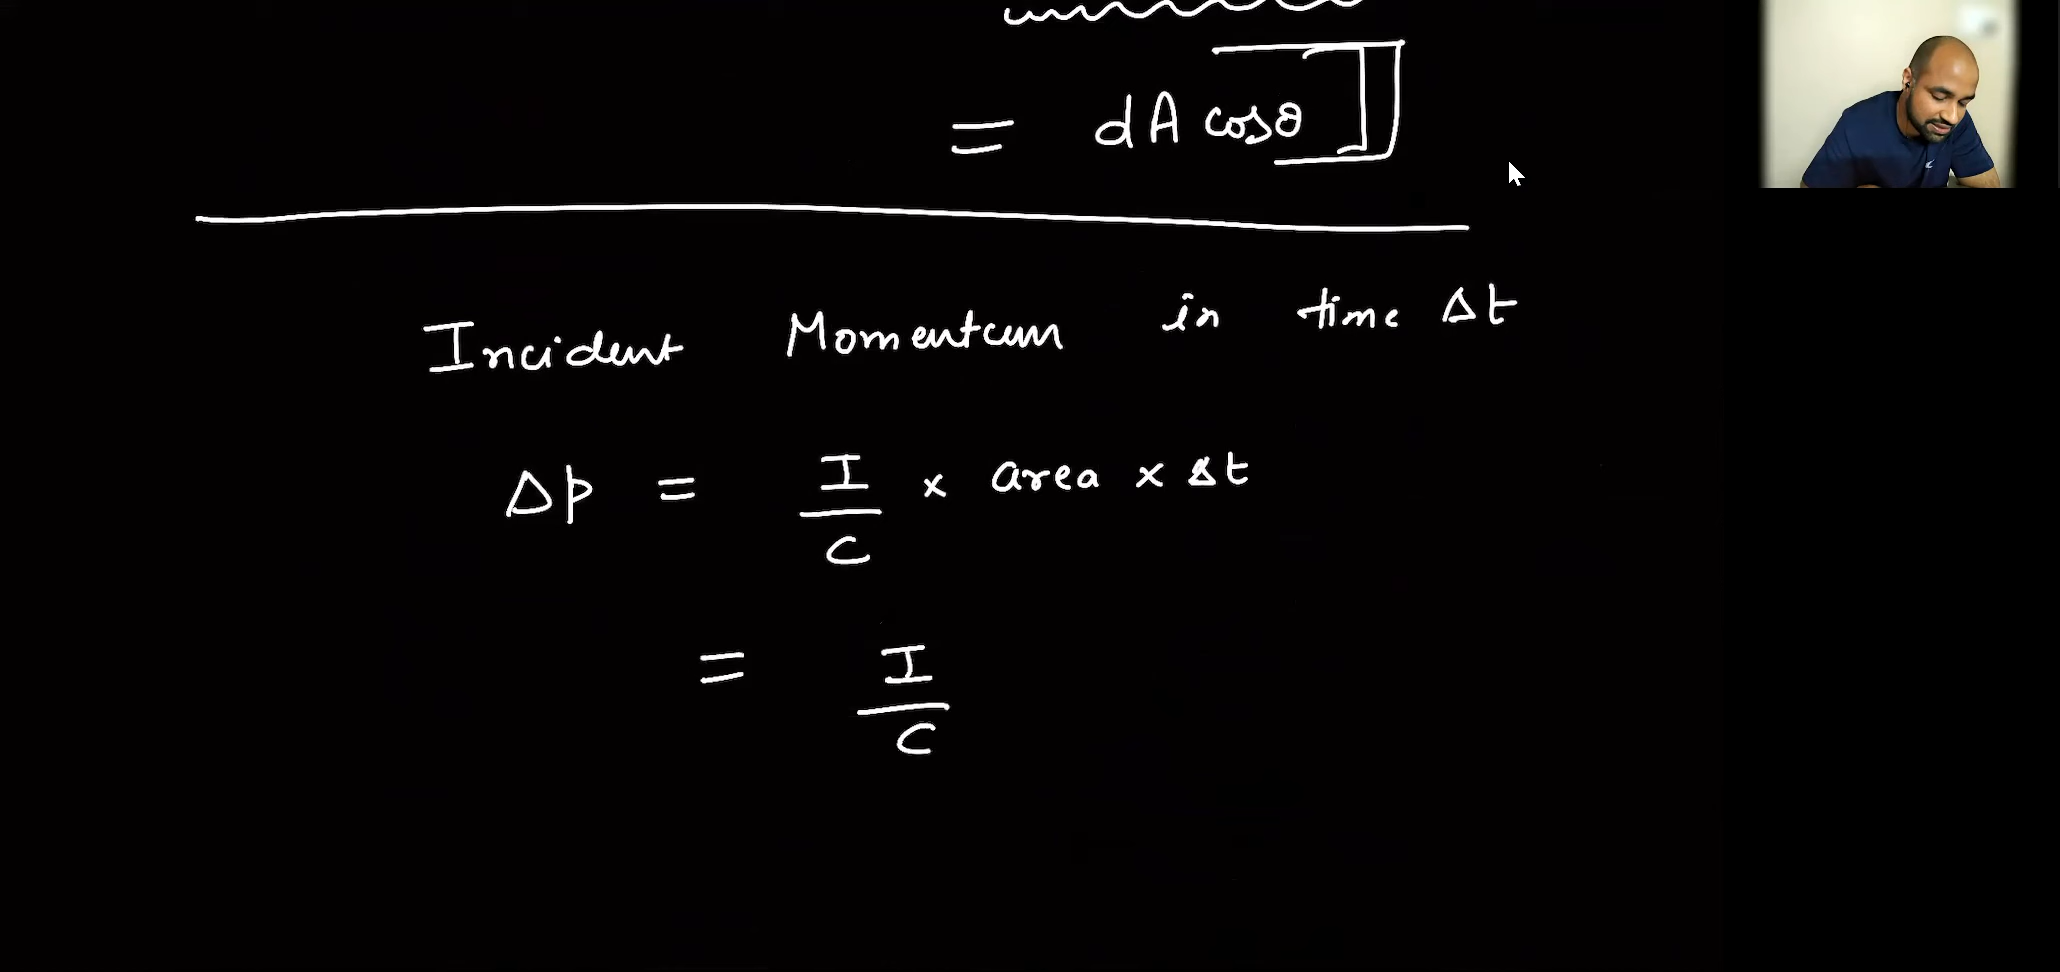 = dA cosθ
Incident Momentum in time Δt
Δp = I/C × area × Δt
= I/C